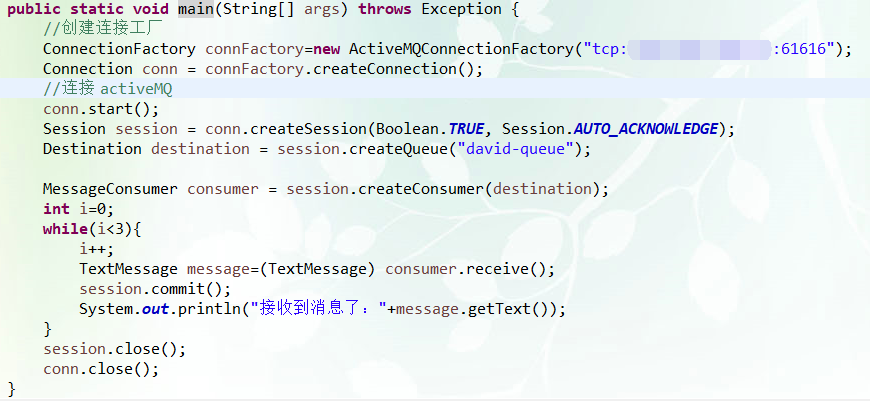 public static void main(String[] args) throws Exception {
//创建连接工厂
ConnectionFactory connFactory=new ActiveMQConnectionFactory("tcp: :61616");
Connection conn = connFactory.createConnection();
//连接 activeMQ
conn.start();
Session session = conn.createSession(Boolean.TRUE, Session.AUTO_ACKNOWLEDGE);
Destination destination = session.createQueue("david-queue");
MessageConsumer consumer = session.createConsumer(destination);
int i=0;
while(i<3){
i++;
TextMessage message=(TextMessage) consumer.receive();
session.commit();
System.out.println("接收到消息了："+message.getText());
}
session.close();
conn.close();
}